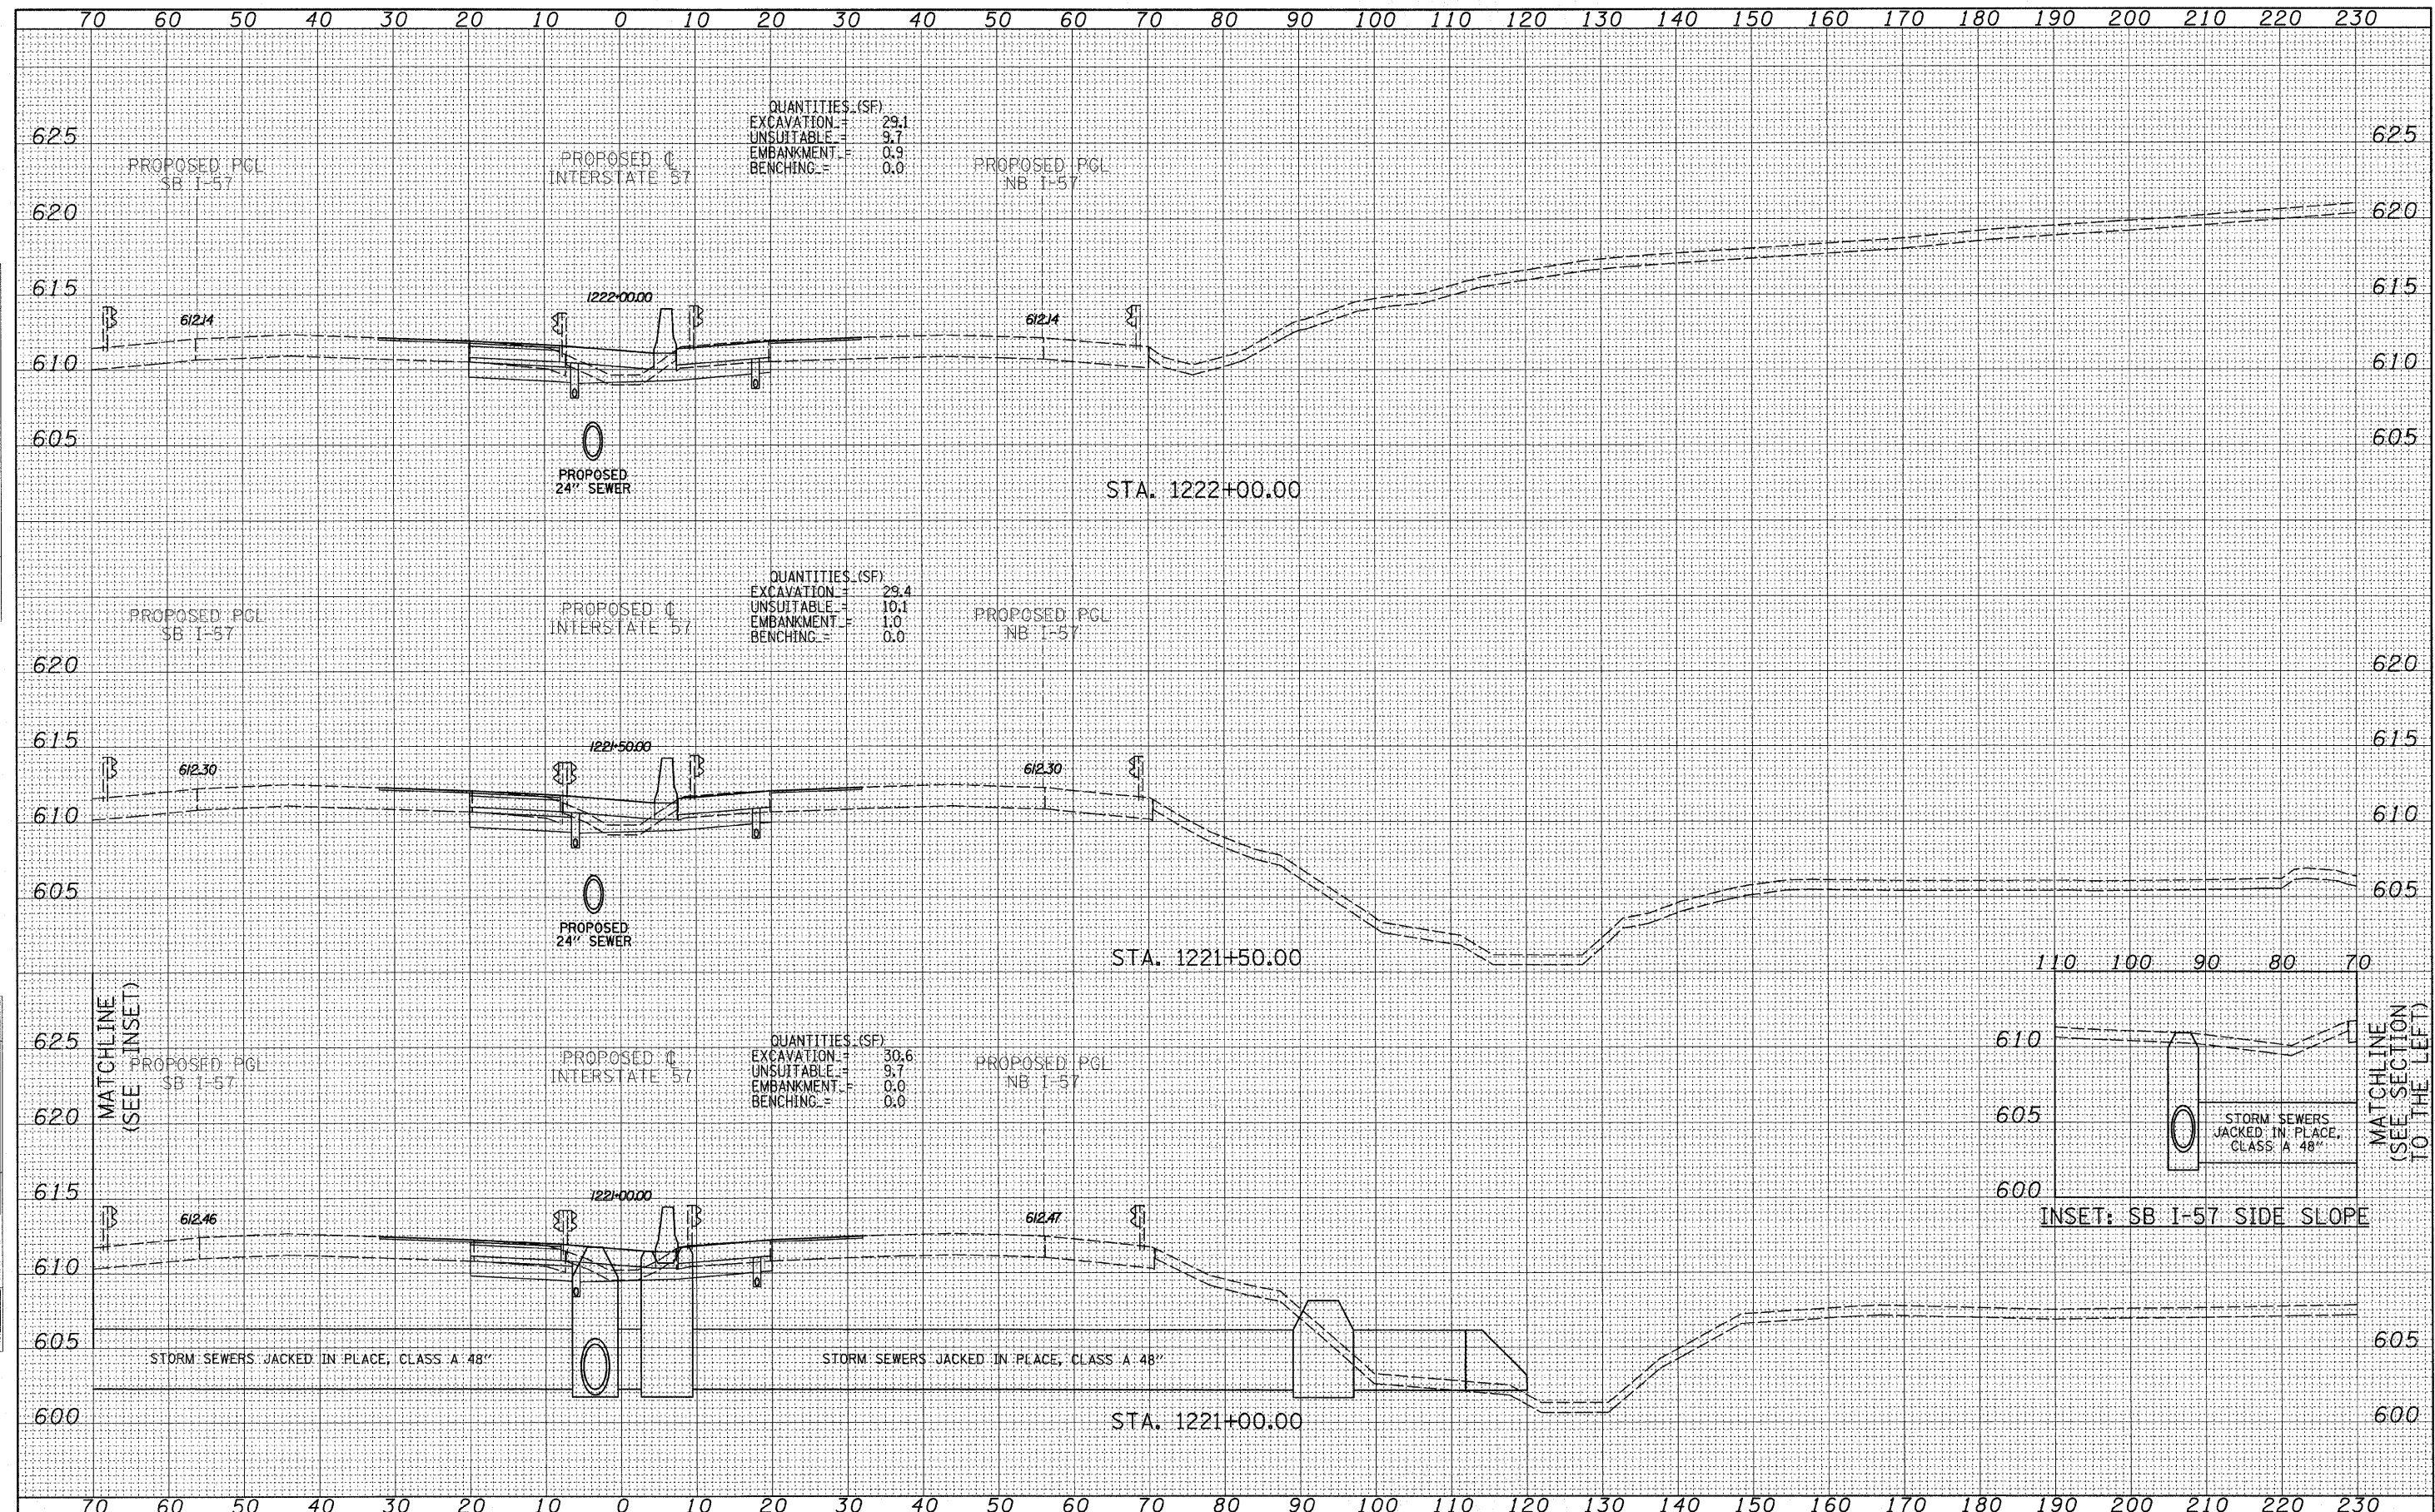 70 60 50 40 30 20 10 0 10 20 30 40 50 60 70 80 90 100 110 120 130 140 150 160 170 180 190 200 210 220 230
QUANTITIES (SF)
EXCAVATION = 29.1
UNSUITABLE = 9.7
EMBANKMENT = 0.9
BENCHING = 0.0
625
625
PROPOSED PGL
SB I-57
PROPOSED ℄
INTERSTATE 57
PROPOSED PGL
NB I-57
620
620
615
615
1222+00.00
612.14
612.14
610
610
605
605
PROPOSED
24" SEWER
STA. 1222+00.00
QUANTITIES (SF)
EXCAVATION = 29.4
UNSUITABLE = 10.1
EMBANKMENT = 1.0
BENCHING = 0.0
PROPOSED PGL
SB I-57
PROPOSED ℄
INTERSTATE 57
PROPOSED PGL
NB I-57
620
620
615
615
1221+50.00
612.30
612.30
610
610
605
605
PROPOSED
24" SEWER
STA. 1221+50.00
110 100 90 80 70
MATCHLINE
(SEE INSET)
625
QUANTITIES (SF)
EXCAVATION = 30.6
UNSUITABLE = 9.7
EMBANKMENT = 0.0
BENCHING = 0.0
PROPOSED PGL
SB I-57
PROPOSED ℄
INTERSTATE 57
PROPOSED PGL
NB I-57
610
605
600
STORM SEWERS
JACKED IN PLACE,
CLASS A 48"
MATCHLINE
(SEE SECTION
TO THE LEFT)
INSET: SB I-57 SIDE SLOPE
620
615
1221+00.00
612.46
612.47
610
605
605
STORM SEWERS JACKED IN PLACE, CLASS A 48"
STORM SEWERS JACKED IN PLACE, CLASS A 48"
600
600
STA. 1221+00.00
70 60 50 40 30 20 10 0 10 20 30 40 50 60 70 80 90 100 110 120 130 140 150 160 170 180 190 200 210 220 230